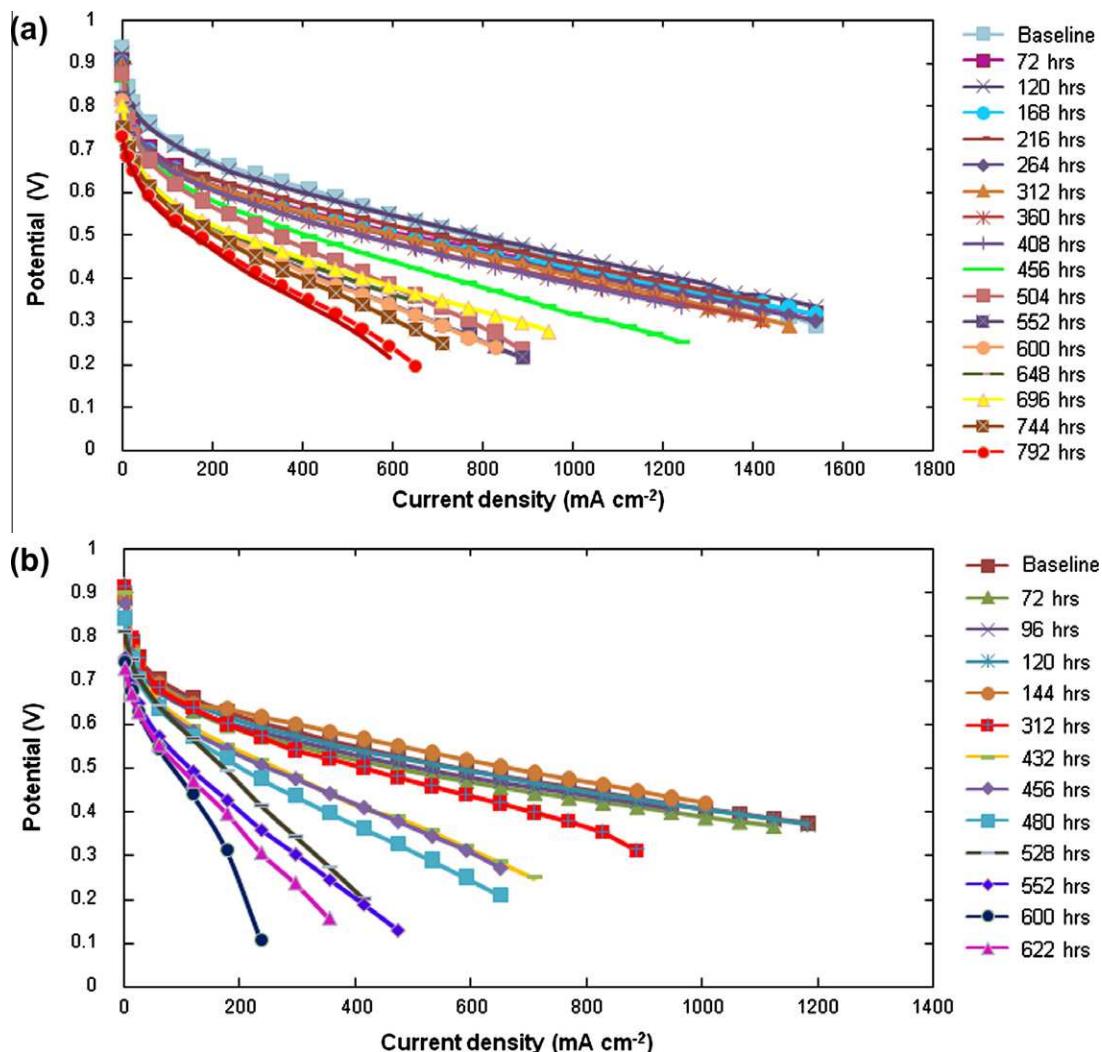 (a)
1
0.9
0.8
0.7
0.6
0.5
0.4
0.3
0.2
0.1
0
Potential (V)
0 200 400 600 800 1000 1200 1400 1600 1800
Current density (mA cm-2)
Baseline
72 hrs
120 hrs
168 hrs
216 hrs
264 hrs
312 hrs
360 hrs
408 hrs
456 hrs
504 hrs
552 hrs
600 hrs
648 hrs
696 hrs
744 hrs
792 hrs
(b)
1
0.9
0.8
0.7
0.6
0.5
0.4
0.3
0.2
0.1
0
Potential (V)
0 200 400 600 800 1000 1200 1400
Current density (mA cm-2)
Baseline
72 hrs
96 hrs
120 hrs
144 hrs
312 hrs
432 hrs
456 hrs
480 hrs
528 hrs
552 hrs
600 hrs
622 hrs